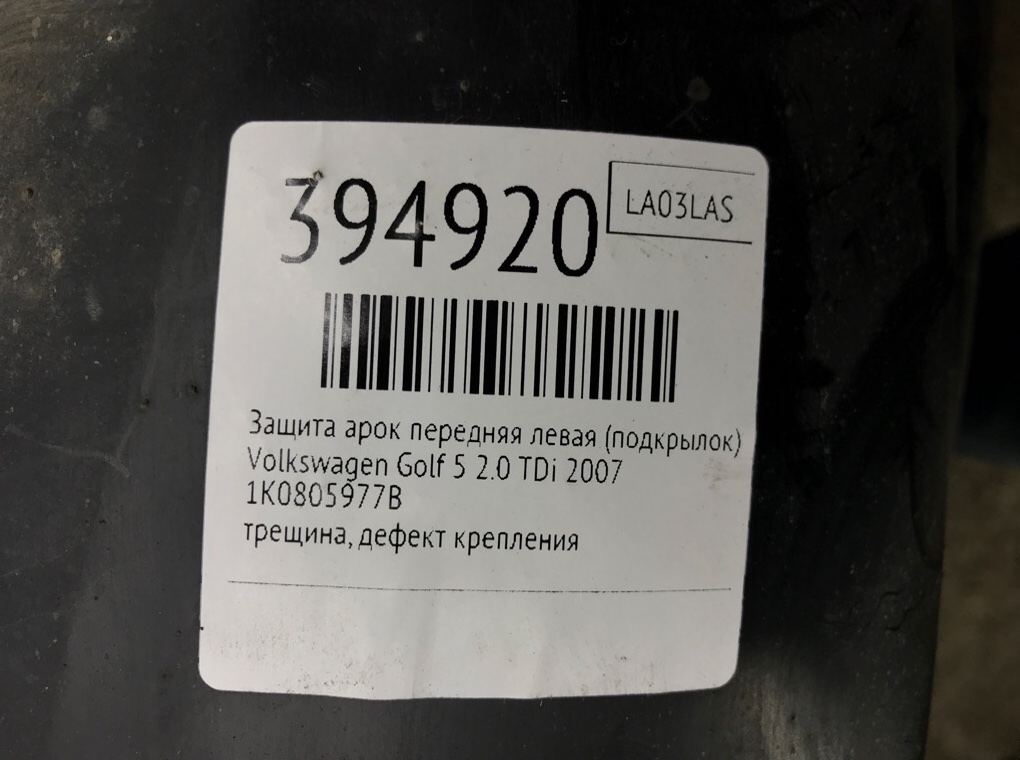 394920
LA03LAS
Защита арок передняя левая (подкрылок)
Volkswagen Golf 5 2.0 TDi 2007
1K0805977B
трещина, дефект крепления